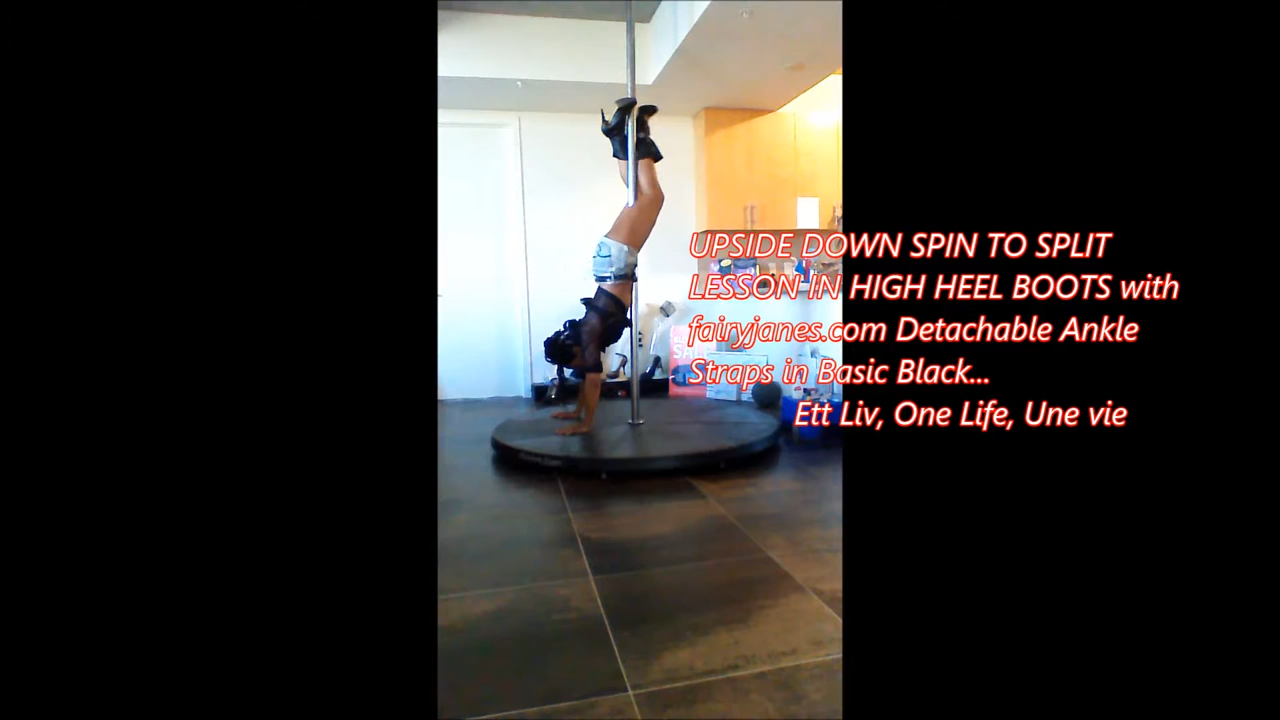 UPSIDE DOWN SPIN TO SPLIT
LESSON IN HIGH HEEL BOOTS with
fairyjanes.com Detachable Ankle
Straps in Basic Black...
Ett Liv, One Life, Une vie